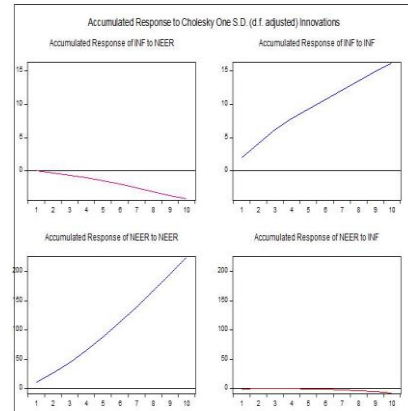 Accumulated Response to Cholesky One S.D. (d.f. adjusted) Innovations
Accumulated Response of INF to NEER
Accumulated Response of INF to INF
15
10
5
0
1 2 3 4 5 6 7 8 9 10
15
10
5
0
1 2 3 4 5 6 7 8 9 10
Accumulated Response of NEER to NEER
Accumulated Response of NEER to INF
200
150
100
50
0
1 2 3 4 5 6 7 8 9 10
200
150
100
50
0
1 2 3 4 5 6 7 8 9 10